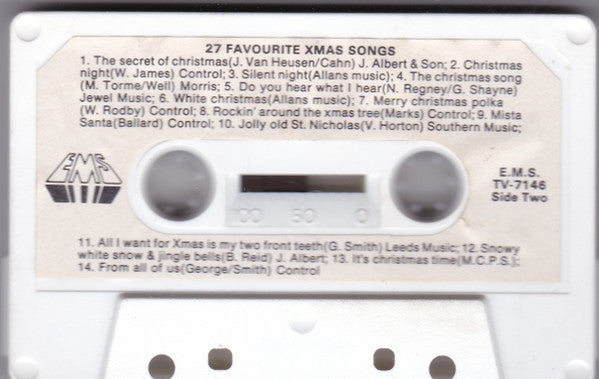 27 FAVOURITE XMAS SONGS
1. The secret of christmas(J. Van Heusen/Cahn) J. Albert & Son; 2. Christmas
night(W. James) Control; 3. Silent night(Allans music); 4. The christmas song
(M. Torme/Well) Morris; 5. Do you hear what I hear(N. Regney/G. Shayne)
Jewel Music; 6. White christmas(Allans music); 7. Merry christmas polka
(W. Rodby) Control; 8. Rockin' around the xmas tree(Marks) Control; 9. Mista
Santa(Ballard) Control; 10. Jolly old St. Nicholas(V. Horton) Southern Music;
EMS
E.M.S.
TV-7146
Side Two
100 50 0
11. All I want for Xmas is my two front teeth(G. Smith) Leeds Music; 12. Snowy
white snow & jingle bells(B. Reid) J. Albert; 13. It's christmas time(M.C.P.S.);
14. From all of us(George/Smith) Control